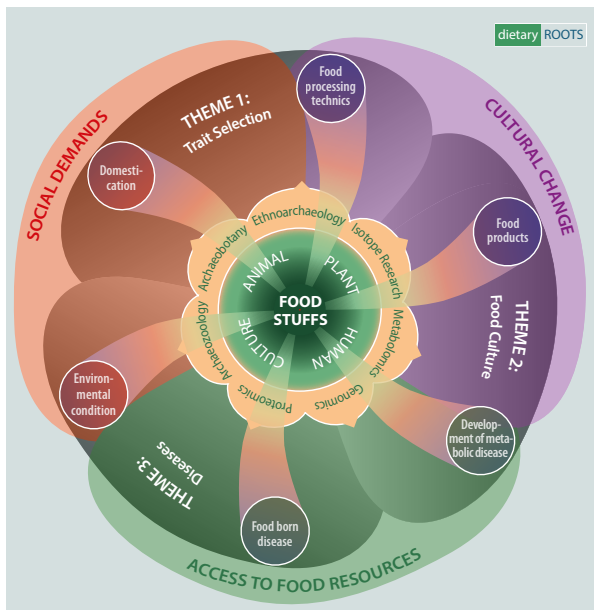 dietary ROOTS
SOCIAL DEMANDS
CULTURAL CHANGE
ACCESS TO FOOD RESOURCES
THEME 1:
Trait Selection
THEME 2:
Food Culture
THEME 3:
Diseases
Food
processing
technics
Food
products
Develop-
ment of meta-
bolic disease
Food born
disease
Environ-
mental
condition
Domesti-
cation
Ethnoarchaeology
Isotope Research
Metabolomics
Genomics
Proteomics
Archaeozoology
Archaeobotany
ANIMAL
PLANT
HUMAN
CULTURE
FOOD
STUFFS